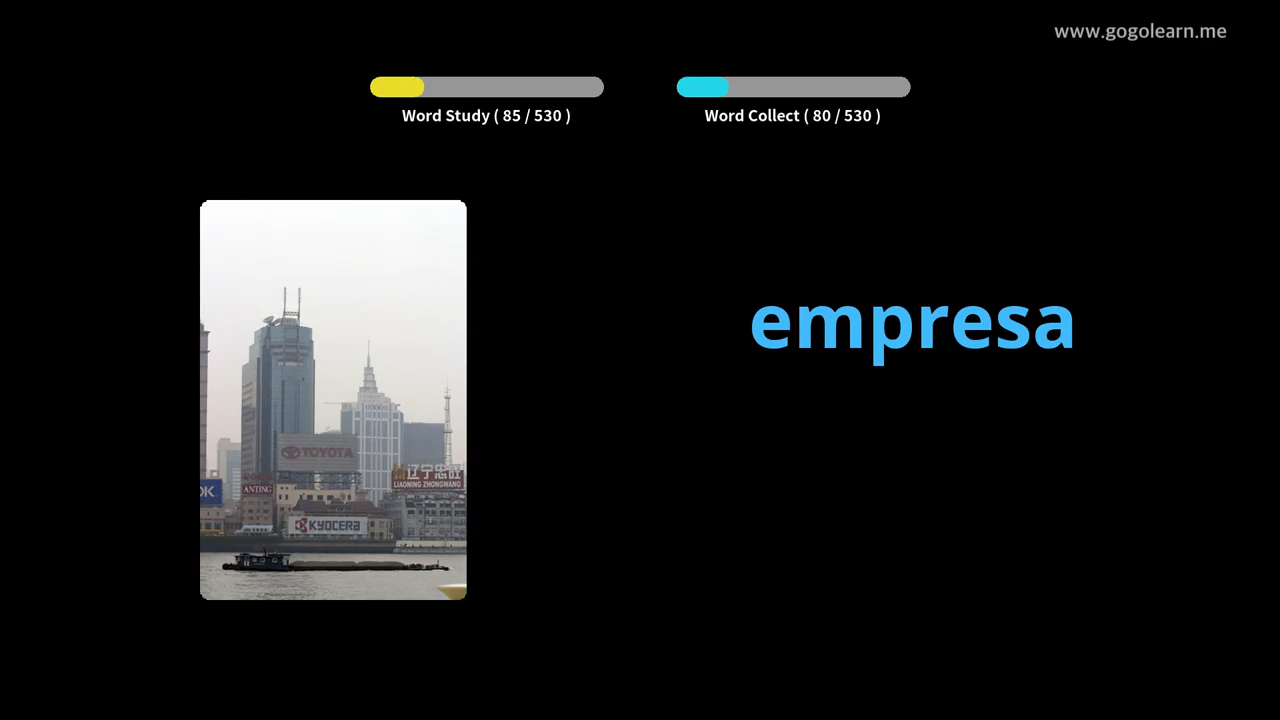 www.gogolearn.me
Word Study ( 85 / 530 )
Word Collect ( 80 / 530 )
empresa
TOYOTA
辽宁忠旺
LIAONING ZHONGWANG
OK
ANTING
KYOCERA